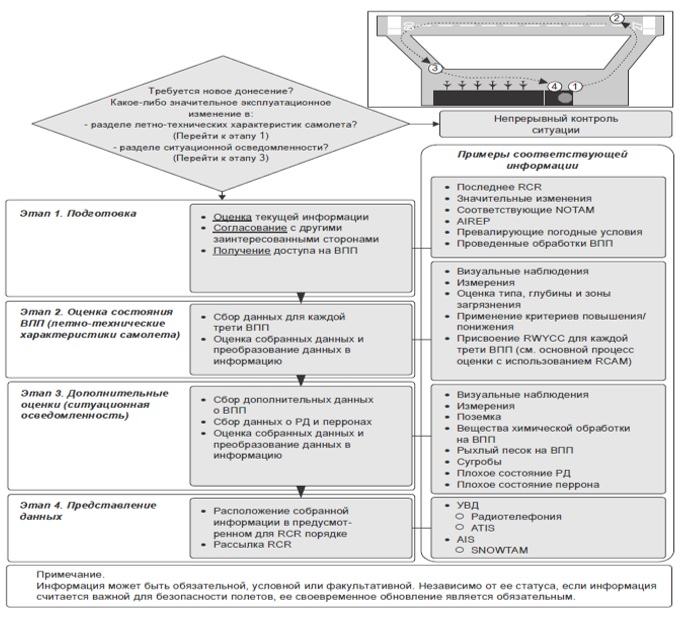 2
3
4
1
Требуется новое донесение?
Какое-либо значительное эксплуатационное
изменение в:
- разделе летно-технических характеристик самолета?
(Перейти к этапу 1)
- разделе ситуационной осведомленности?
(Перейти к этапу 3)
Непрерывный контроль
ситуации
Примеры соответствующей
информации
Этап 1. Подготовка
• Оценка текущей информации
• Согласование с другими
заинтересованными сторонами
• Получение доступа на ВПП
• Последнее RCR
• Значительные изменения
• Соответствующие NOTAM
• AIREP
• Превалирующие погодные условия
• Проведенные обработки ВПП
Этап 2. Оценка состояния
ВПП (летно-технические
характеристики самолета)
• Сбор данных для каждой
трети ВПП
• Оценка собранных данных и
преобразование данных в
информацию
• Визуальные наблюдения
• Измерения
• Оценка типа, глубины и зоны
загрязнения
• Применение критериев повышения/
понижения
• Присвоение RWYCC для каждой
трети ВПП (см. основной процесс
оценки с использованием RCAM)
Этап 3. Дополнительные
оценки (ситуационная
осведомленность)
• Сбор дополнительных данных
о ВПП
• Сбор данных о РД и перронах
• Оценка собранных данных и
преобразование данных в
информацию
• Визуальные наблюдения
• Измерения
• Поземка
• Вещества химической обработки
на ВПП
• Рыхлый песок на ВПП
• Сугробы
• Плохое состояние РД
• Плохое состояние перрона
Этап 4. Представление
данных
• Расположение собранной
информации в предусмот-
ренном для RCR порядке
• Рассылка RCR
• УВД
○ Радиотелефония
○ ATIS
• AIS
○ SNOWTAM
Примечание.
Информация может быть обязательной, условной или факультативной. Независимо от ее статуса, если информация
считается важной для безопасности полетов, ее своевременное обновление является обязательным.